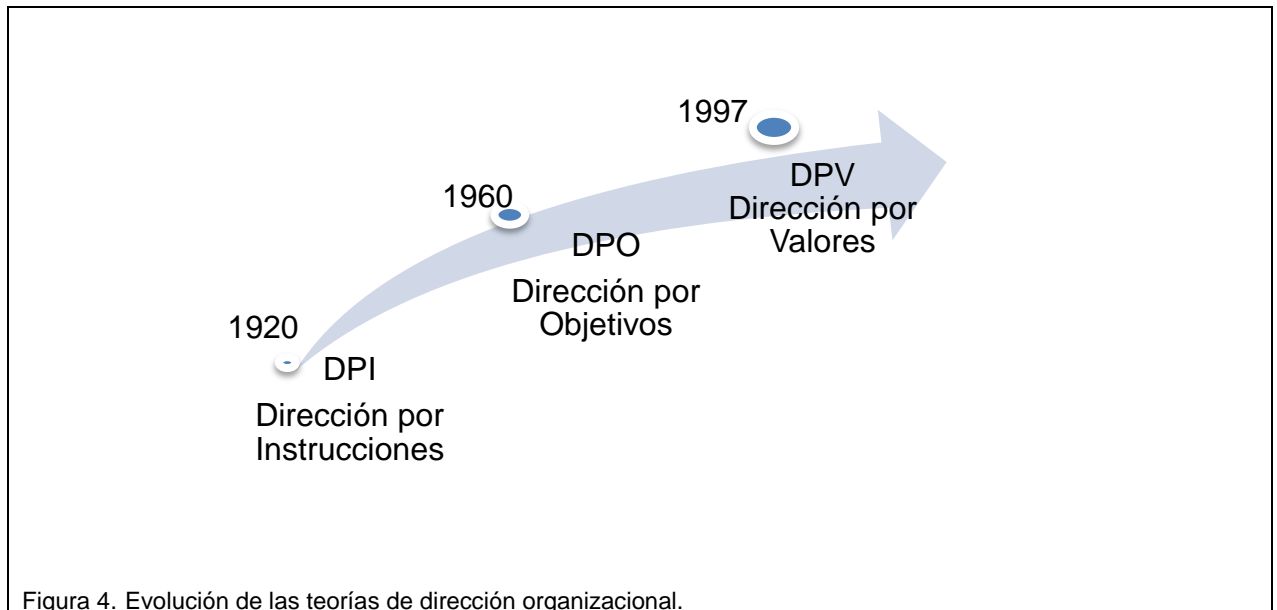 1920
DPI
Dirección por
Instrucciones
1960
DPO
Dirección por
Objetivos
1997
DPV
Dirección por
Valores
Figura 4. Evolución de las teorías de dirección organizacional.